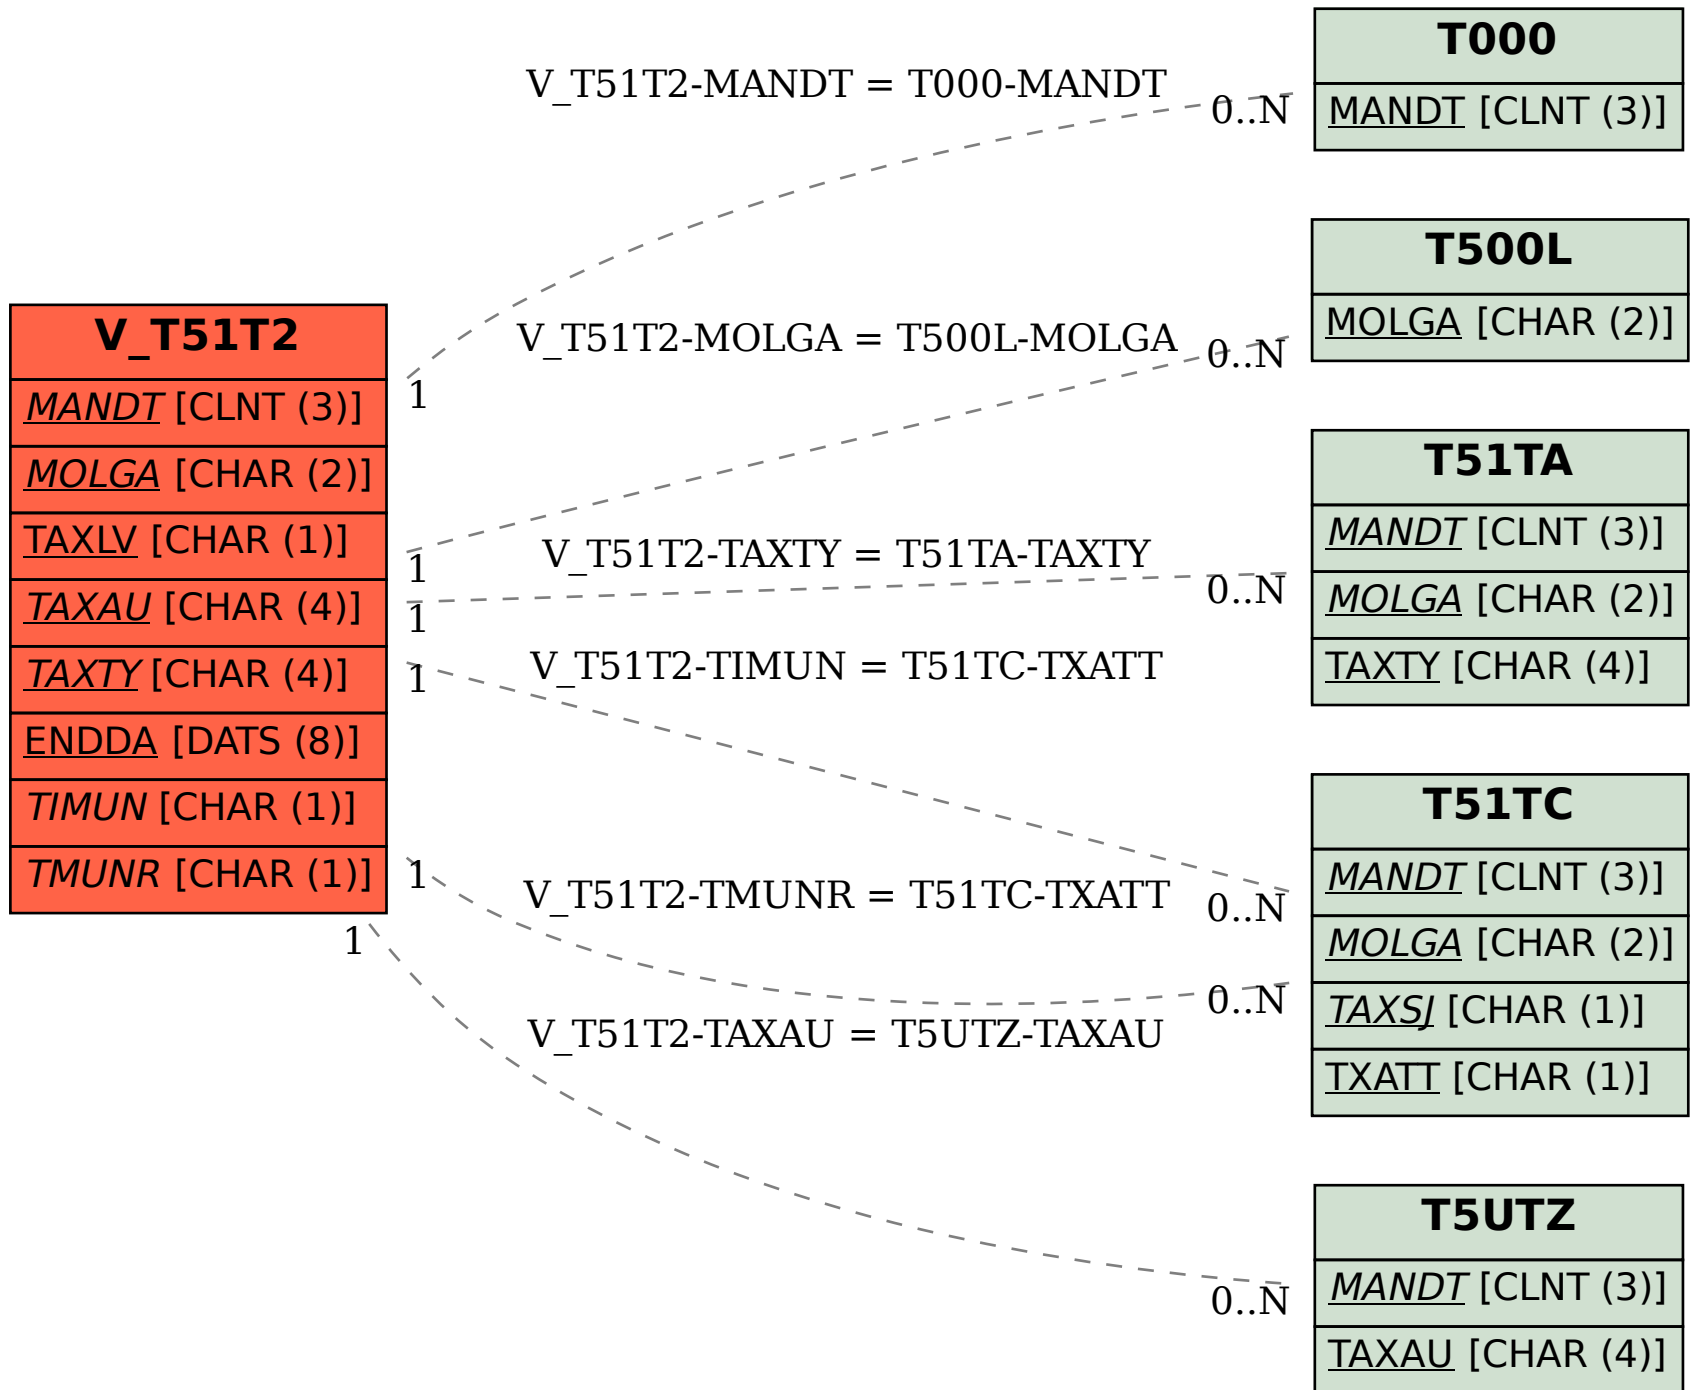 V_T51T2
MANDT [CLNT (3)]
MOLGA [CHAR (2)]
TAXLV [CHAR (1)]
TAXAU [CHAR (4)]
TAXTY [CHAR (4)]
ENDDA [DATS (8)]
TIMUN [CHAR (1)]
TMUNR [CHAR (1)]
V_T51T2-MANDT = T000-MANDT
0..N
1
V_T51T2-MOLGA = T500L-MOLGA
0..N
1
V_T51T2-TAXTY = T51TA-TAXTY
0..N
1
V_T51T2-TIMUN = T51TC-TXATT
1
0..N
V_T51T2-TMUNR = T51TC-TXATT
1
0..N
V_T51T2-TAXAU = T5UTZ-TAXAU
1
0..N
T000
MANDT [CLNT (3)]
T500L
MOLGA [CHAR (2)]
T51TA
MANDT [CLNT (3)]
MOLGA [CHAR (2)]
TAXTY [CHAR (4)]
T51TC
MANDT [CLNT (3)]
MOLGA [CHAR (2)]
TAXSJ [CHAR (1)]
TXATT [CHAR (1)]
T5UTZ
MANDT [CLNT (3)]
TAXAU [CHAR (4)]